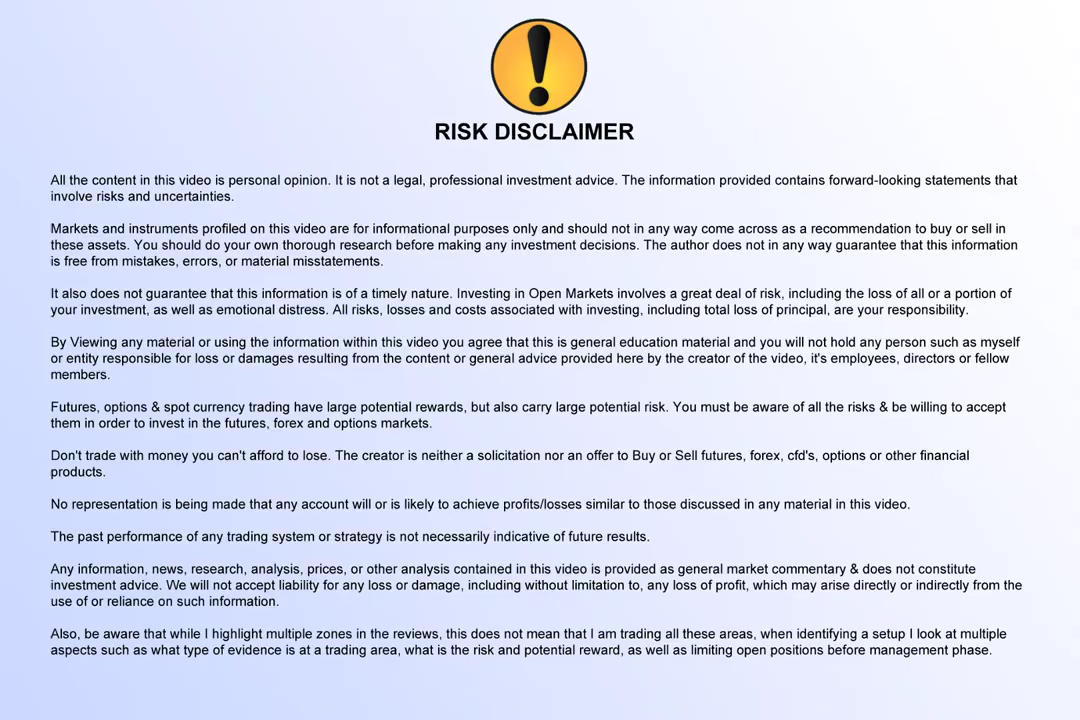 RISK DISCLAIMER
All the content in this video is personal opinion. It is not a legal, professional investment advice. The information provided contains forward-looking statements that
involve risks and uncertainties.
Markets and instruments profiled on this video are for informational purposes only and should not in any way come across as a recommendation to buy or sell in
these assets. You should do your own thorough research before making any investment decisions. The author does not in any way guarantee that this information
is free from mistakes, errors, or material misstatements.
It also does not guarantee that this information is of a timely nature. Investing in Open Markets involves a great deal of risk, including the loss of all or a portion of
your investment, as well as emotional distress. All risks, losses and costs associated with investing, including total loss of principal, are your responsibility.
By Viewing any material or using the information within this video you agree that this is general education material and you will not hold any person such as myself
or entity responsible for loss or damages resulting from the content or general advice provided here by the creator of the video, it's employees, directors or fellow
members.
Futures, options & spot currency trading have large potential rewards, but also carry large potential risk. You must be aware of all the risks & be willing to accept
them in order to invest in the futures, forex and options markets.
Don't trade with money you can't afford to lose. The creator is neither a solicitation nor an offer to Buy or Sell futures, forex, cfd's, options or other financial
products.
No representation is being made that any account will or is likely to achieve profits/losses similar to those discussed in any material in this video.
The past performance of any trading system or strategy is not necessarily indicative of future results.
Any information, news, research, analysis, prices, or other analysis contained in this video is provided as general market commentary & does not constitute
investment advice. We will not accept liability for any loss or damage, including without limitation to, any loss of profit, which may arise directly or indirectly from the
use of or reliance on such information.
Also, be aware that while I highlight multiple zones in the reviews, this does not mean that I am trading all these areas, when identifying a setup I look at multiple
aspects such as what type of evidence is at a trading area, what is the risk and potential reward, as well as limiting open positions before management phase.